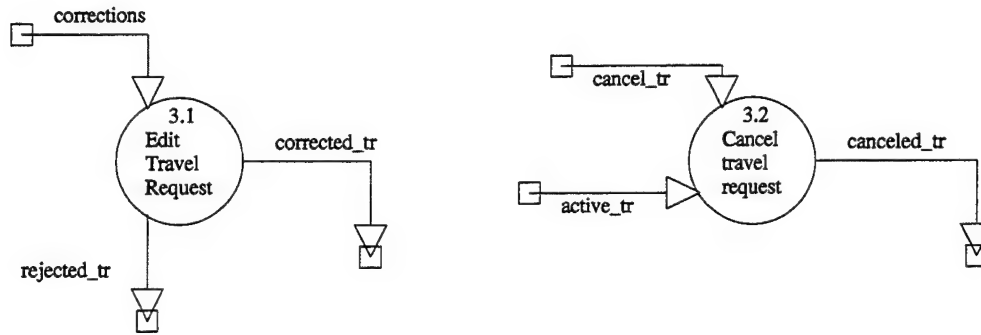 corrections
3.1
Edit
Travel
Request
corrected_tr
rejected_tr
cancel_tr
3.2
Cancel
travel
request
canceled_tr
active_tr